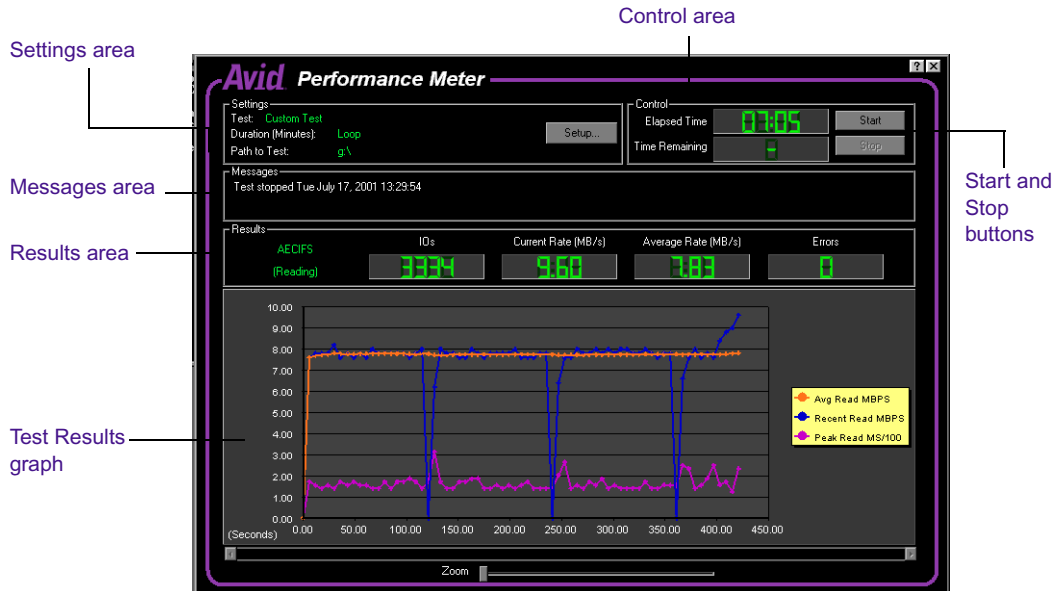 Control area
Settings area
Avid Performance Meter
? X
Settings
Test: Custom Test
Duration (Minutes): Loop
Path to Test: g:\
Setup...
Control
Elapsed Time 07:05 Start
Time Remaining - Stop
Messages area
Messages
Test stopped Tue July 17, 2001 13:29:54
Start and
Stop
buttons
Results area
Results
AECIFS
(Reading)
IOs Current Rate (MB/s) Average Rate (MB/s) Errors
3334 9.60 7.83 0
10.00
9.00
8.00
7.00
6.00
5.00
4.00
3.00
2.00
1.00
0.00
(Seconds) 0.00 50.00 100.00 150.00 200.00 250.00 300.00 350.00 400.00 450.00
Avg Read MBPS
Recent Read MBPS
Peak Read MS/100
Test Results
graph
Zoom